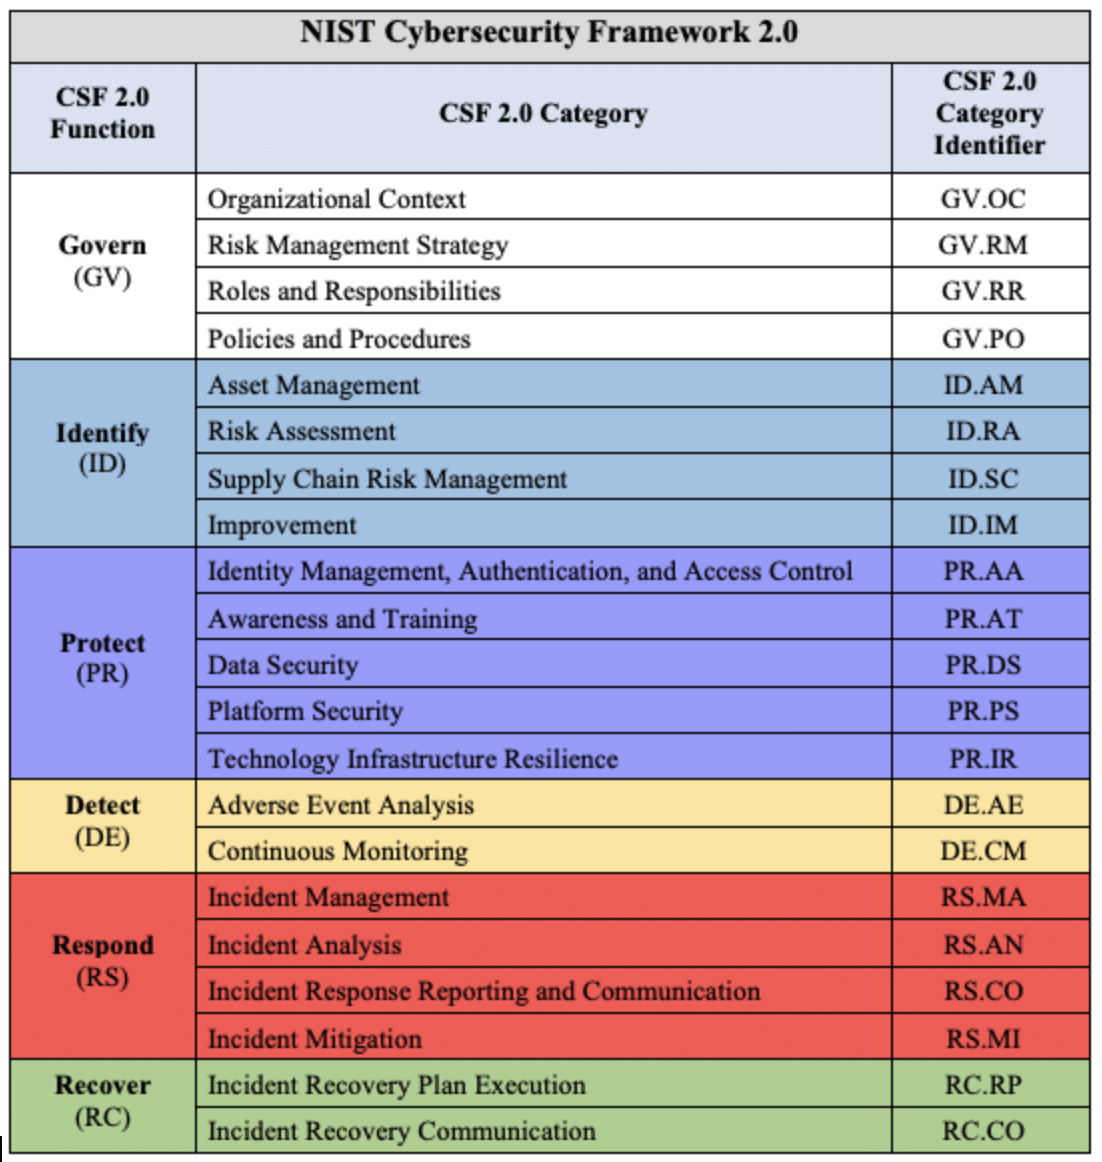 NIST Cybersecurity Framework 2.0
CSF 2.0
Function
CSF 2.0 Category
CSF 2.0
Category
Identifier
Govern
(GV)
Organizational Context
GV.OC
Risk Management Strategy
GV.RM
Roles and Responsibilities
GV.RR
Policies and Procedures
GV.PO
Identify
(ID)
Asset Management
ID.AM
Risk Assessment
ID.RA
Supply Chain Risk Management
ID.SC
Improvement
ID.IM
Protect
(PR)
Identity Management, Authentication, and Access Control
PR.AA
Awareness and Training
PR.AT
Data Security
PR.DS
Platform Security
PR.PS
Technology Infrastructure Resilience
PR.IR
Detect
(DE)
Adverse Event Analysis
DE.AE
Continuous Monitoring
DE.CM
Respond
(RS)
Incident Management
RS.MA
Incident Analysis
RS.AN
Incident Response Reporting and Communication
RS.CO
Incident Mitigation
RS.MI
Recover
(RC)
Incident Recovery Plan Execution
RC.RP
Incident Recovery Communication
RC.CO